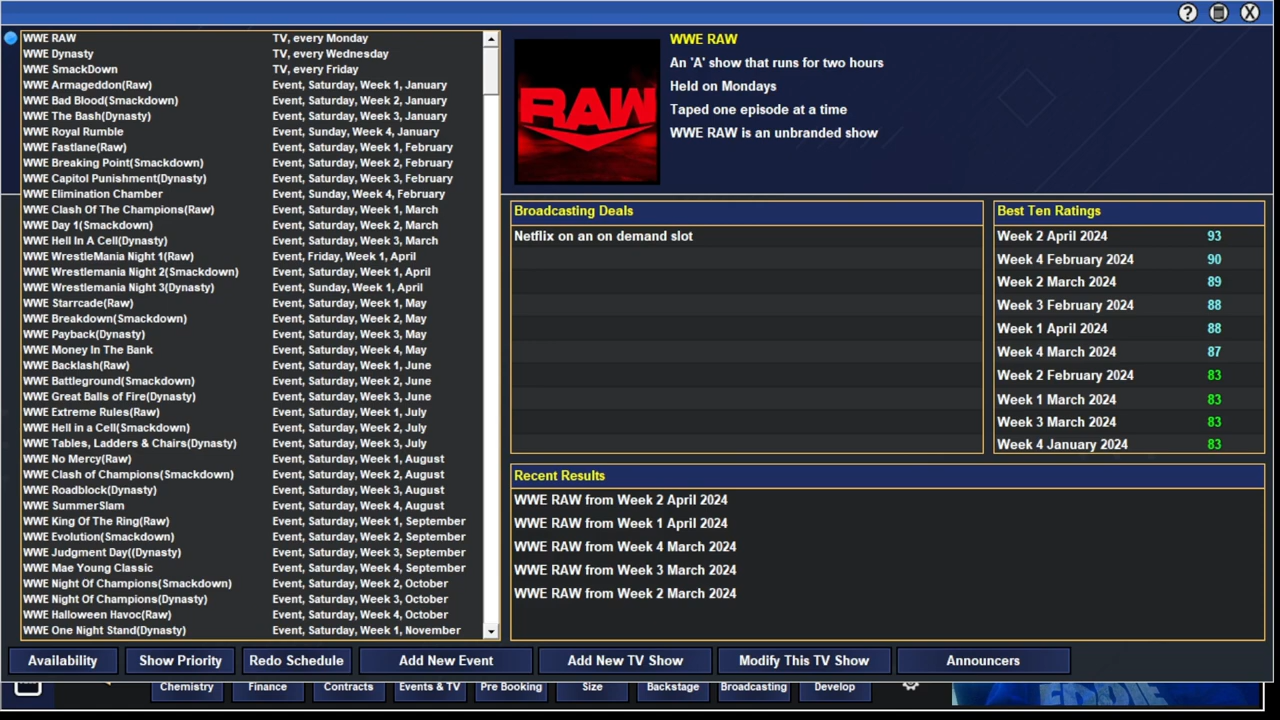 WWE RAW TV, every Monday
WWE Dynasty TV, every Wednesday
WWE SmackDown TV, every Friday
WWE Armageddon(Raw) Event, Saturday, Week 1, January
WWE Bad Blood(Smackdown) Event, Saturday, Week 2, January
WWE The Bash(Dynasty) Event, Saturday, Week 3, January
WWE Royal Rumble Event, Sunday, Week 4, January
WWE Fastlane(Raw) Event, Saturday, Week 1, February
WWE Breaking Point(Smackdown) Event, Saturday, Week 2, February
WWE Capitol Punishment(Dynasty) Event, Saturday, Week 3, February
WWE Elimination Chamber Event, Sunday, Week 4, February
WWE Clash Of The Champions(Raw) Event, Saturday, Week 1, March
WWE Day 1(Smackdown) Event, Saturday, Week 2, March
WWE Hell In A Cell(Dynasty) Event, Saturday, Week 3, March
WWE WrestleMania Night 1(Raw) Event, Friday, Week 1, April
WWE Wrestlemania Night 2(Smackdown) Event, Saturday, Week 1, April
WWE Wrestlemania Night 3(Dynasty) Event, Sunday, Week 1, April
WWE Starrcade(Raw) Event, Saturday, Week 1, May
WWE Breakdown(Smackdown) Event, Saturday, Week 2, May
WWE Payback(Dynasty) Event, Saturday, Week 3, May
WWE Money In The Bank Event, Saturday, Week 4, May
WWE Backlash(Raw) Event, Saturday, Week 1, June
WWE Battleground(Smackdown) Event, Saturday, Week 2, June
WWE Great Balls of Fire(Dynasty) Event, Saturday, Week 3, June
WWE Extreme Rules(Raw) Event, Saturday, Week 1, July
WWE Hell in a Cell(Smackdown) Event, Saturday, Week 2, July
WWE Tables, Ladders & Chairs(Dynasty) Event, Saturday, Week 3, July
WWE No Mercy(Raw) Event, Saturday, Week 1, August
WWE Clash of Champions(Smackdown) Event, Saturday, Week 2, August
WWE Roadblock(Dynasty) Event, Saturday, Week 3, August
WWE SummerSlam Event, Saturday, Week 4, August
WWE King Of The Ring(Raw) Event, Saturday, Week 1, September
WWE Evolution(Smackdown) Event, Saturday, Week 2, September
WWE Judgment Day((Dynasty) Event, Saturday, Week 3, September
WWE Mae Young Classic Event, Saturday, Week 4, September
WWE Night Of Champions(Smackdown) Event, Saturday, Week 2, October
WWE Night Of Champions(Dynasty) Event, Saturday, Week 3, October
WWE Halloween Havoc(Raw) Event, Saturday, Week 4, October
WWE One Night Stand(Dynasty) Event, Saturday, Week 1, November
? X
RAW
WWE RAW
An 'A' show that runs for two hours
Held on Mondays
Taped one episode at a time
WWE RAW is an unbranded show
Broadcasting Deals
Netflix on an on demand slot
Best Ten Ratings
Week 2 April 2024 93
Week 4 February 2024 90
Week 2 March 2024 89
Week 3 February 2024 88
Week 1 April 2024 88
Week 4 March 2024 87
Week 2 February 2024 83
Week 1 March 2024 83
Week 3 March 2024 83
Week 4 January 2024 83
Recent Results
WWE RAW from Week 2 April 2024
WWE RAW from Week 1 April 2024
WWE RAW from Week 4 March 2024
WWE RAW from Week 3 March 2024
WWE RAW from Week 2 March 2024
Availability Show Priority Redo Schedule Add New Event Add New TV Show Modify This TV Show Announcers
Chemistry Finance Contracts Events & TV Pre Booking Size Backstage Broadcasting Develop
EDDIE